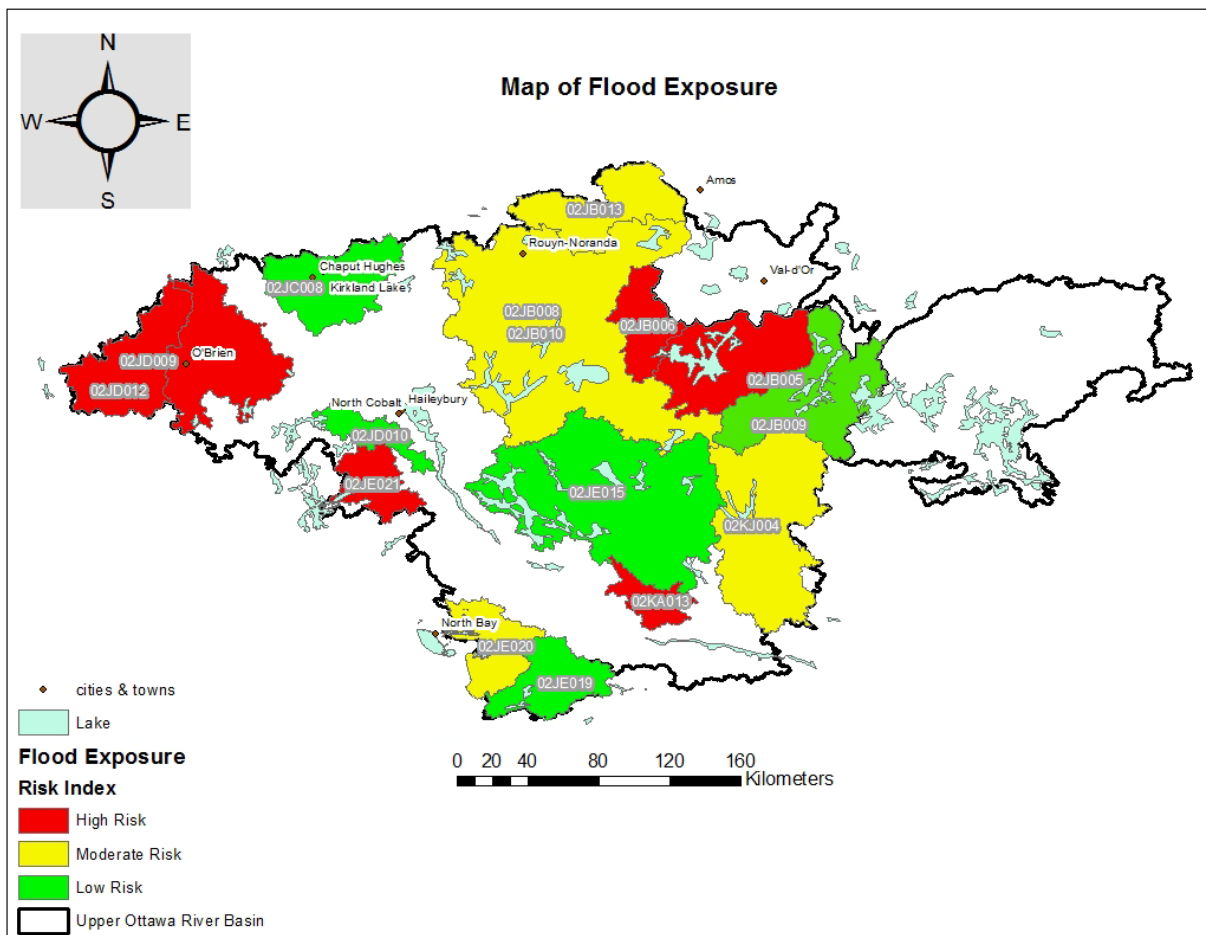 N
W E
S
Map of Flood Exposure
Amos
02JB013
Rouyn-Noranda
Chaput Hughes
Val-d'Or
02JC008
Kirkland Lake
02JB008
02JB006
02JB010
O'Brien
02JD009
02JB005
02JD012
Haileybury
North Cobalt
02JB009
02JD010
02JE021
02JE015
02KJ004
02KA013
North Bay
02JE020
02JE019
cities & towns
Lake
Flood Exposure
Risk Index
High Risk
Moderate Risk
Low Risk
Upper Ottawa River Basin
0 20 40 80 120 160
Kilometers